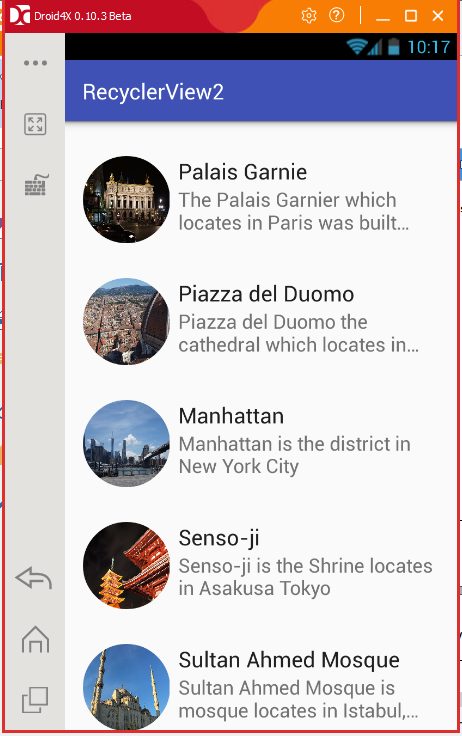 Droid4X 0.10.3 Beta
10:17
RecyclerView2
Palais Garnie
The Palais Garnier which
locates in Paris was built...
Piazza del Duomo
Piazza del Duomo the
cathedral which locates in...
Manhattan
Manhattan is the district in
New York City
Senso-ji
Senso-ji is the Shrine locates
in Asakusa Tokyo
Sultan Ahmed Mosque
Sultan Ahmed Mosque is
mosque locates in Istabul,...